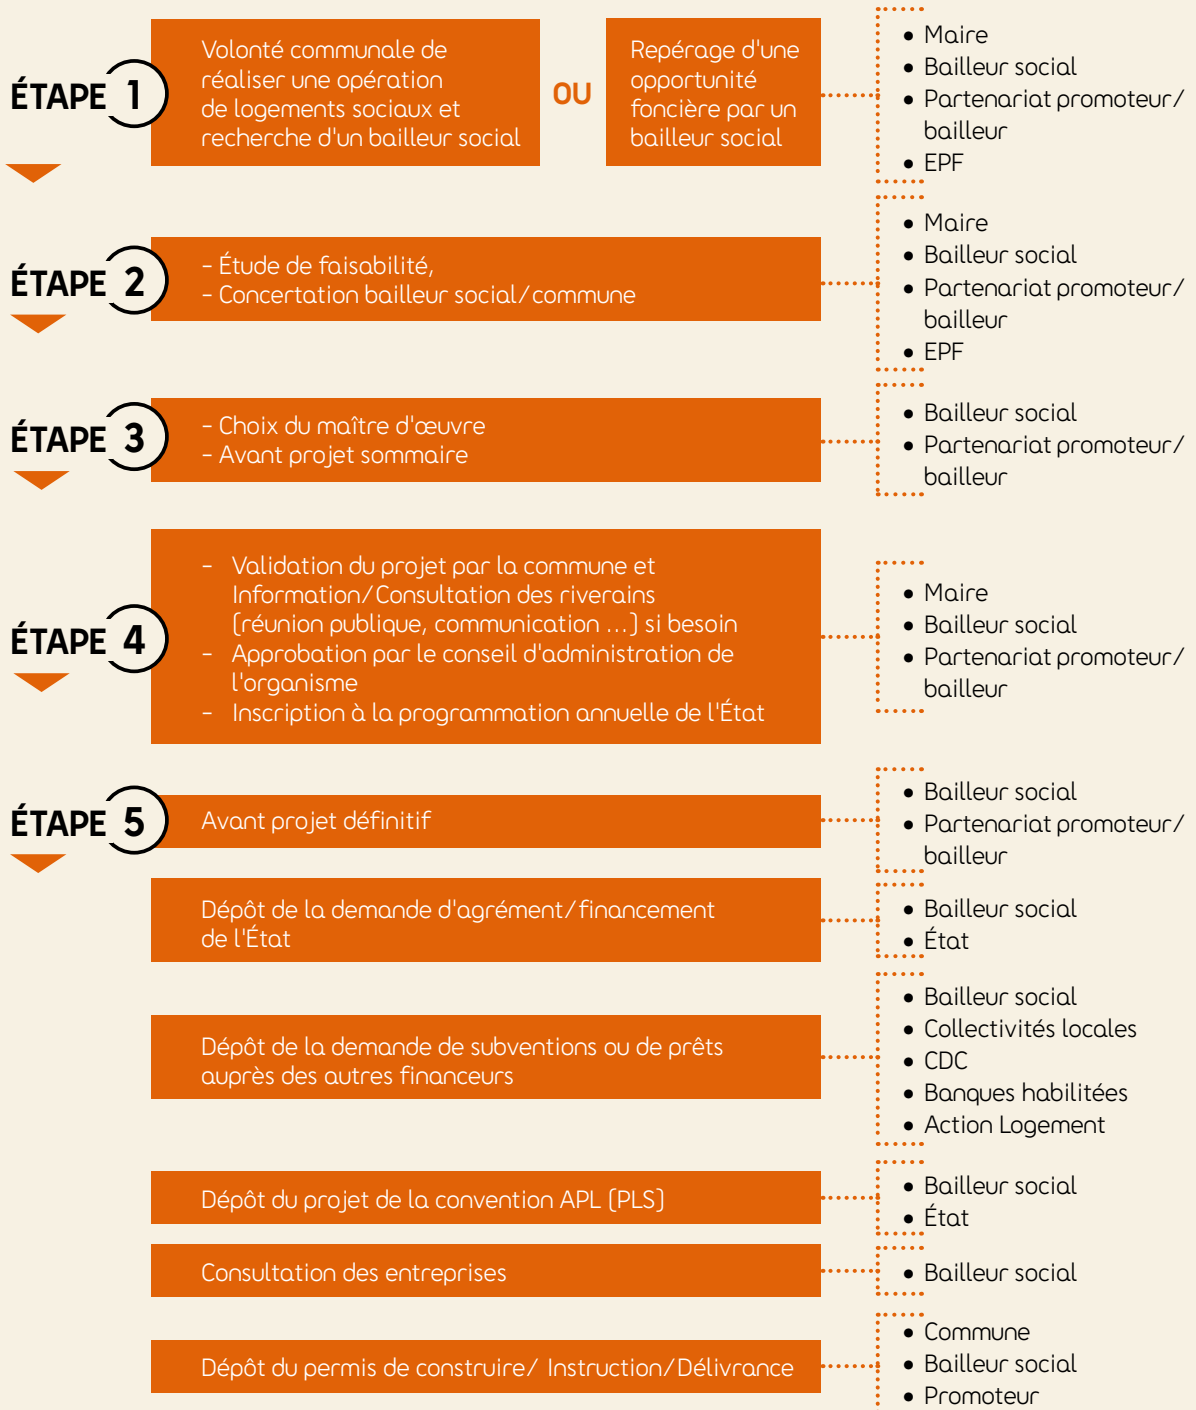 ÉTAPE 1
Volonté communale de
réaliser une opération
de logements sociaux et
recherche d'un bailleur social
OU
Repérage d'une
opportunité
foncière par un
bailleur social
• Maire
• Bailleur social
• Partenariat promoteur/
bailleur
• EPF
ÉTAPE 2
- Étude de faisabilité,
- Concertation bailleur social/commune
• Maire
• Bailleur social
• Partenariat promoteur/
bailleur
• EPF
ÉTAPE 3
- Choix du maître d'œuvre
- Avant projet sommaire
• Bailleur social
• Partenariat promoteur/
bailleur
ÉTAPE 4
- Validation du projet par la commune et
Information/Consultation des riverains
(réunion publique, communication ...) si besoin
- Approbation par le conseil d'administration de
l'organisme
- Inscription à la programmation annuelle de l'État
• Maire
• Bailleur social
• Partenariat promoteur/
bailleur
ÉTAPE 5
Avant projet définitif
• Bailleur social
• Partenariat promoteur/
bailleur
Dépôt de la demande d'agrément/financement
de l'État
• Bailleur social
• État
Dépôt de la demande de subventions ou de prêts
auprès des autres financeurs
• Bailleur social
• Collectivités locales
• CDC
• Banques habilitées
• Action Logement
Dépôt du projet de la convention APL (PLS)
• Bailleur social
• État
Consultation des entreprises
• Bailleur social
Dépôt du permis de construire/ Instruction/Délivrance
• Commune
• Bailleur social
• Promoteur